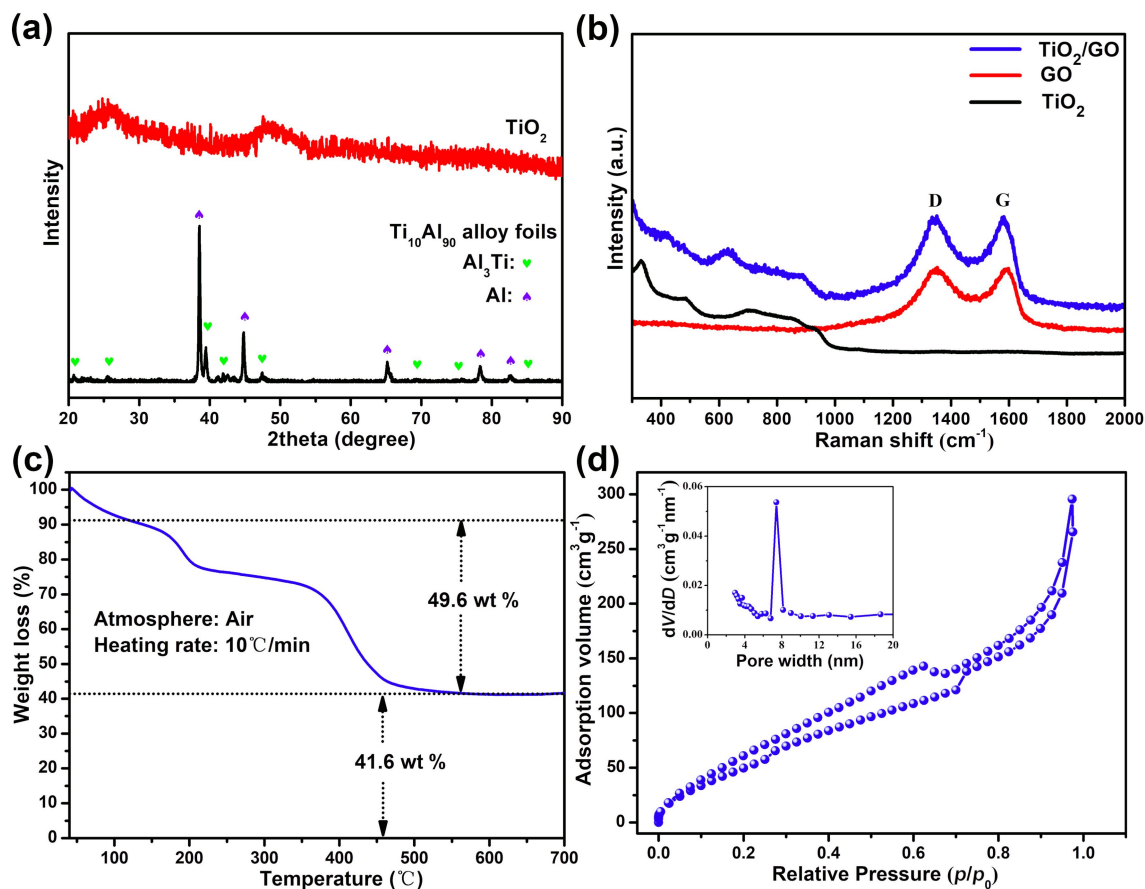 (a)
Intensity
TiO₂
Ti₁₀Al₉₀ alloy foils
Al₃Ti: ♥
Al: ♠
20 30 40 50 60 70 80 90
2theta (degree)
(b)
Intensity (a.u.)
TiO₂/GO
GO
TiO₂
D G
400 600 800 1000 1200 1400 1600 1800 2000
Raman shift (cm⁻¹)
(c)
Weight loss (%)
100
90
80
70
60
50
40
30
20
10
0
49.6 wt %
Atmosphere: Air
Heating rate: 10℃/min
41.6 wt %
100 200 300 400 500 600 700
Temperature (℃)
(d)
Adsorption volume (cm³g⁻¹)
300
250
200
150
100
50
0
dV/dD (cm³g⁻¹nm⁻¹)
0.06
0.04
0.02
0.00
0 4 8 12 16 20
Pore width (nm)
0.0 0.2 0.4 0.6 0.8 1.0
Relative Pressure (p/p₀)